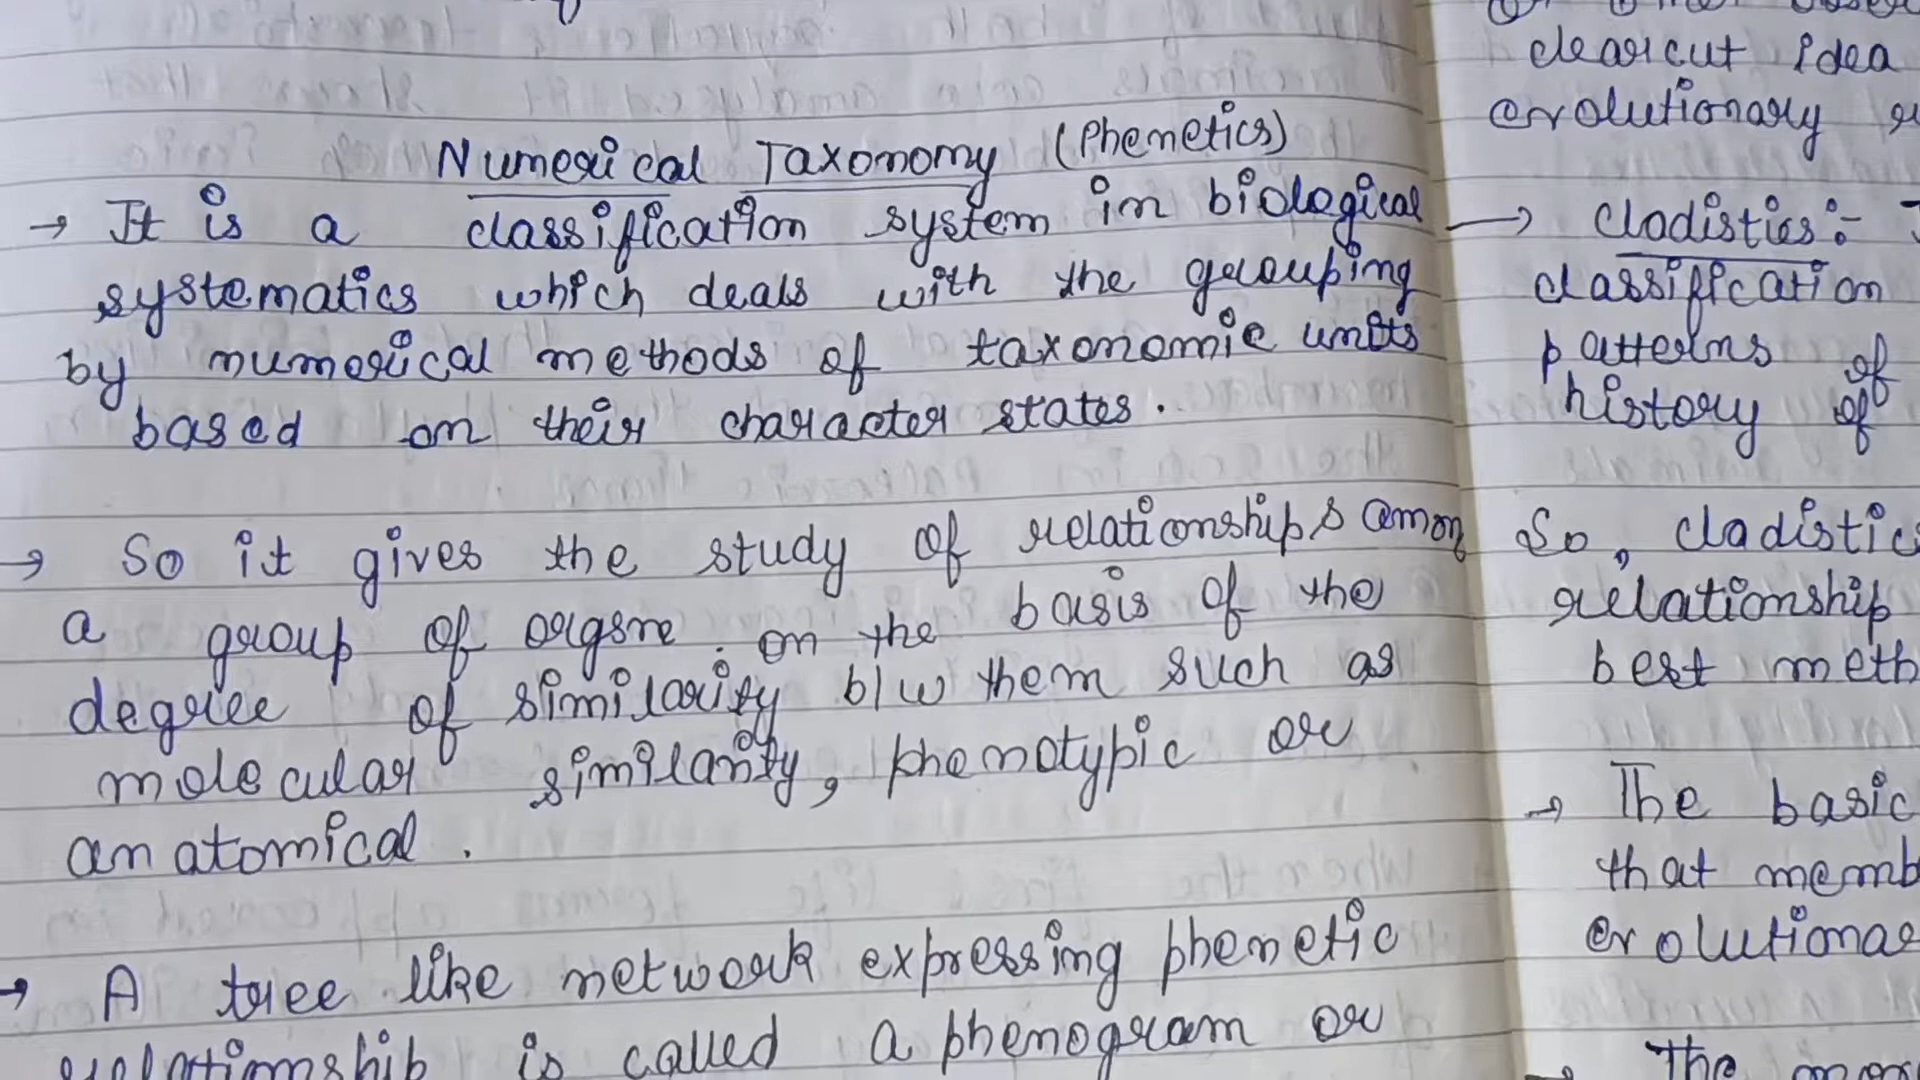 Numerical Taxonomy (Phenetics)
→ It is a classification system in biological
systematics which deals with the grouping
by numerical methods of taxonomic units
based on their character states.
→ So it gives the study of relationships among
a group of orgsm. on the basis of the
degree of similarity b/w them such as
molecular similarity, phenotypic or
anatomical.
→ A tree like network expressing phenetic
relationship is called a phenogram or
clearcut idea
evolutionary
→ Cladistics:-
classification
patterns of
history of
So, cladistic
relationship
best meth
→ The basic
that memb
evolutionar
→ The